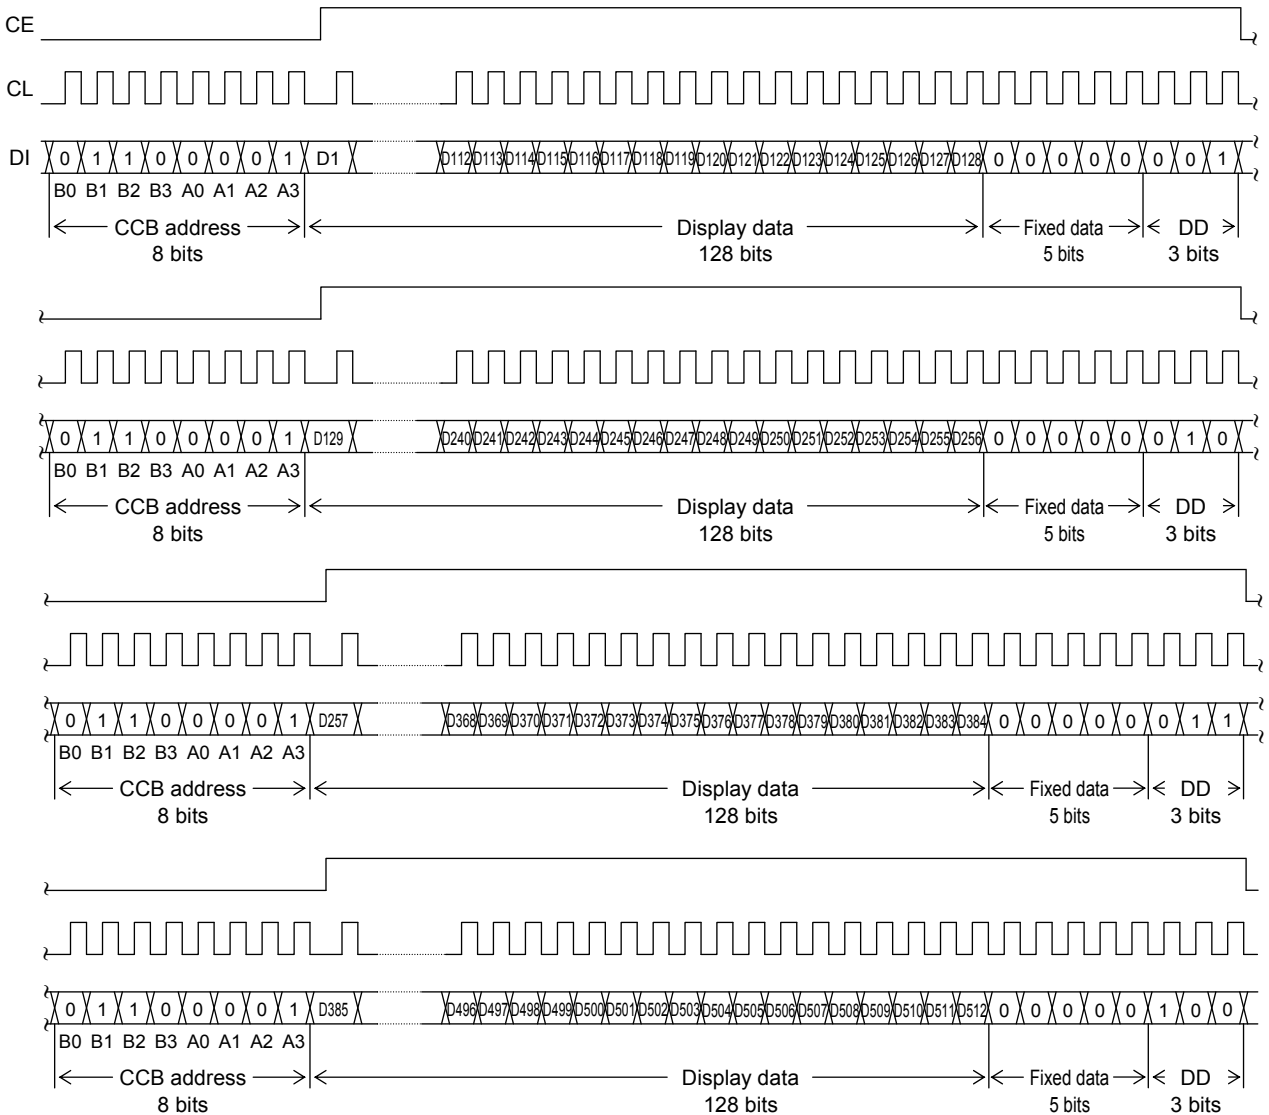 CE
CL
DI 0 1 1 0 0 0 0 1 D1 D112 D113 D114 D115 D116 D117 D118 D119 D120 D121 D122 D123 D124 D125 D126 D127 D128 0 0 0 0 0 0 0 1
B0 B1 B2 B3 A0 A1 A2 A3
CCB address Display data Fixed data DD
8 bits 128 bits 5 bits 3 bits
0 1 1 0 0 0 0 1 D129 D240 D241 D242 D243 D244 D245 D246 D247 D248 D249 D250 D251 D252 D253 D254 D255 D256 0 0 0 0 0 0 1 0
B0 B1 B2 B3 A0 A1 A2 A3
CCB address Display data Fixed data DD
8 bits 128 bits 5 bits 3 bits
0 1 1 0 0 0 0 1 D257 D368 D369 D370 D371 D372 D373 D374 D375 D376 D377 D378 D379 D380 D381 D382 D383 D384 0 0 0 0 0 0 1 1
B0 B1 B2 B3 A0 A1 A2 A3
CCB address Display data Fixed data DD
8 bits 128 bits 5 bits 3 bits
0 1 1 0 0 0 0 1 D385 D496 D497 D498 D499 D500 D501 D502 D503 D504 D505 D506 D507 D508 D509 D510 D511 D512 0 0 0 0 0 1 0 0
B0 B1 B2 B3 A0 A1 A2 A3
CCB address Display data Fixed data DD
8 bits 128 bits 5 bits 3 bits